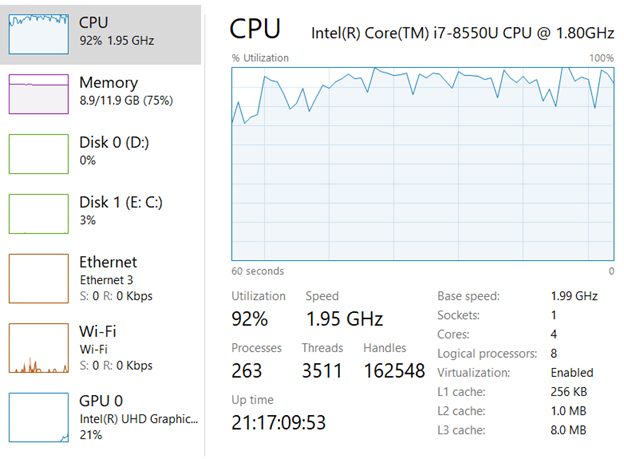 CPU
92% 1.95 GHz
Memory
8.9/11.9 GB (75%)
Disk 0 (D:)
0%
Disk 1 (E: C:)
3%
Ethernet
Ethernet 3
S: 0 R: 0 Kbps
Wi-Fi
Wi-Fi
S: 0 R: 0 Kbps
GPU 0
Intel(R) UHD Graphic...
21%
CPU Intel(R) Core(TM) i7-8550U CPU @ 1.80GHz
% Utilization 100%
60 seconds 0
Utilization Speed
92% 1.95 GHz
Processes Threads Handles
263 3511 162548
Up time
21:17:09:53
Base speed: 1.99 GHz
Sockets: 1
Cores: 4
Logical processors: 8
Virtualization: Enabled
L1 cache: 256 KB
L2 cache: 1.0 MB
L3 cache: 8.0 MB